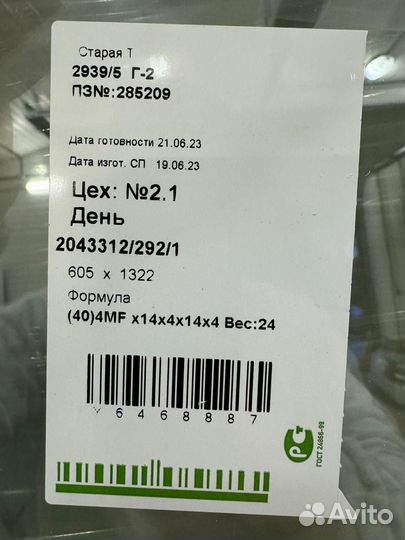 Старая Т
2939/5 Г-2
ПЗ№:285209
Дата готовности 21.06.23
Дата изгот. СП 19.06.23
Цех: №2.1
День
2043312/292/1
605 x 1322
Формула
(40)4MF x14x4x14x4 Вес:24
Y6468887
РСТ
ГОСТ 24866-99
Avito